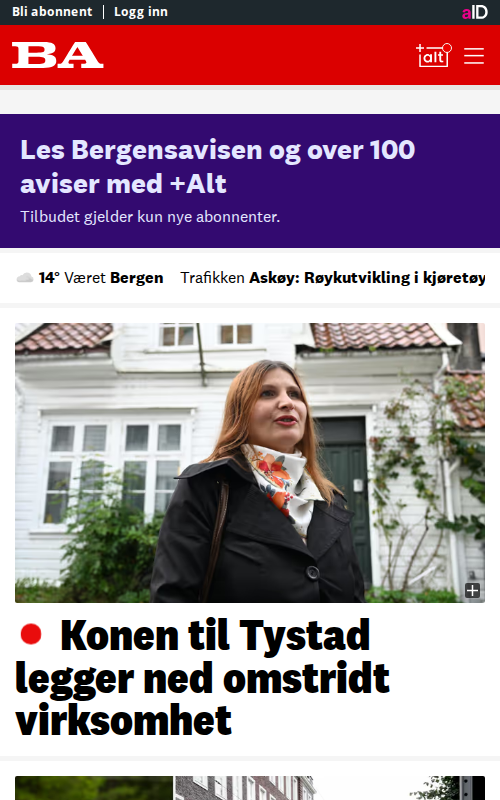 Bli abonnent | Logg inn
aID
BA
+alt
Les Bergensavisen og over 100
aviser med +Alt
Tilbudet gjelder kun nye abonnenter.
14° Været Bergen Trafikken Askøy: Røykutvikling i kjøretøy
Konen til Tystad
legger ned omstridt
virksomhet